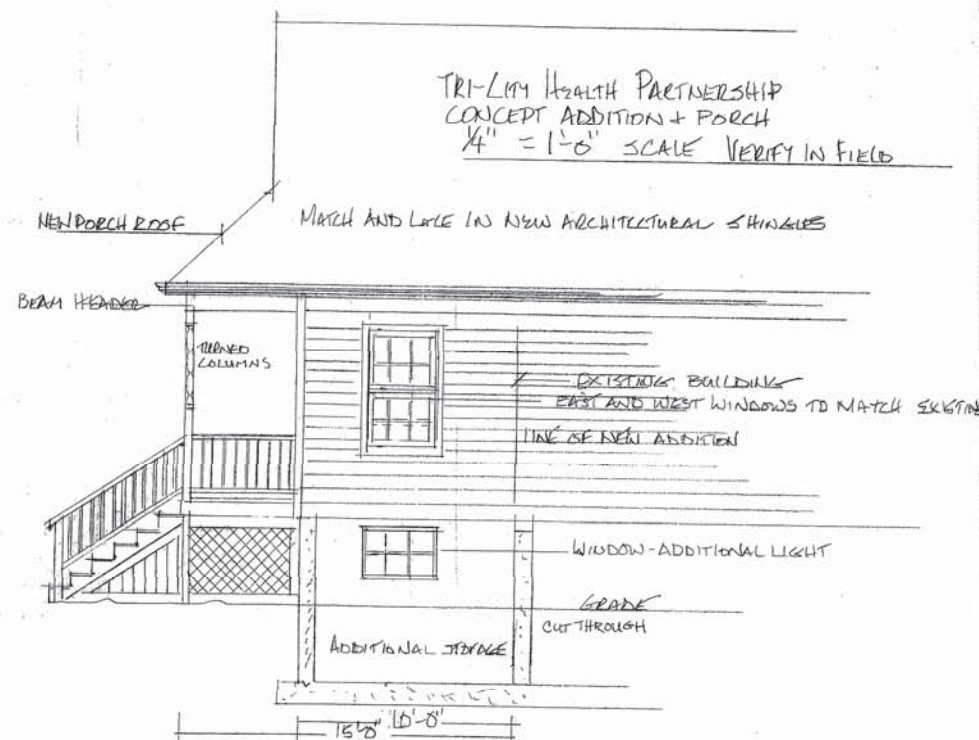 TRI-CITY HEALTH PARTNERSHIP
CONCEPT ADDITION + PORCH
1/4" = 1'-0" SCALE VERIFY IN FIELD
NEW PORCH ROOF
MATCH AND LACE IN NEW ARCHITECTURAL SHINGLES
BEAM HEADER
TURNED
COLUMNS
EXISTING BUILDING
EAST AND WEST WINDOWS TO MATCH EXISTING
LINE OF NEW ADDITION
WINDOW-ADDITIONAL LIGHT
GRADE
CUT THROUGH
ADDITIONAL STORAGE
10'-0"
15'0"